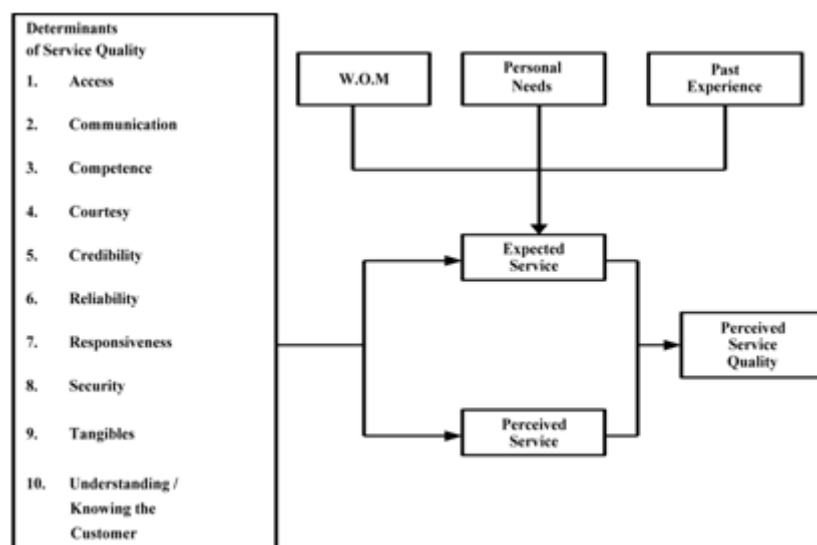 Determinants
of Service Quality
1. Access
2. Communication
3. Competence
4. Courtesy
5. Credibility
6. Reliability
7. Responsiveness
8. Security
9. Tangibles
10. Understanding /
Knowing the
Customer
W.O.M
Personal
Needs
Past
Experience
Expected
Service
Perceived
Service
Perceived
Service
Quality